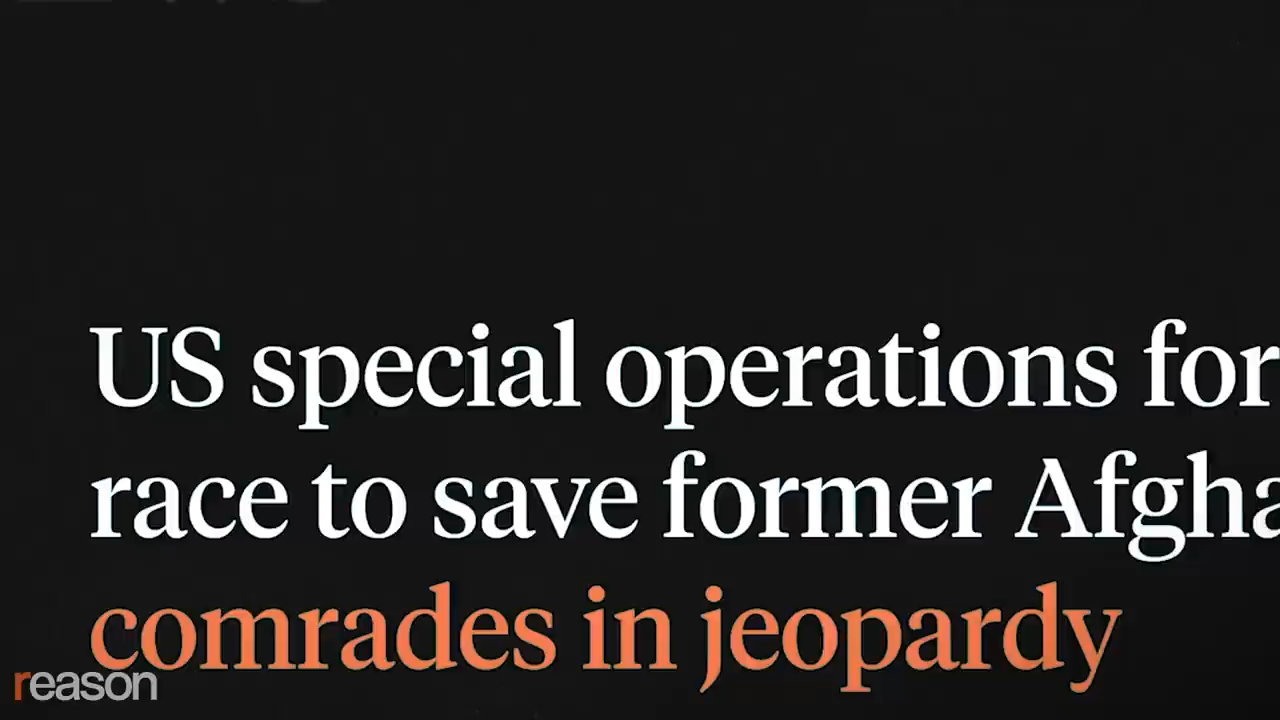 US special operations for
race to save former Afgha
comrades in jeopardy
reason